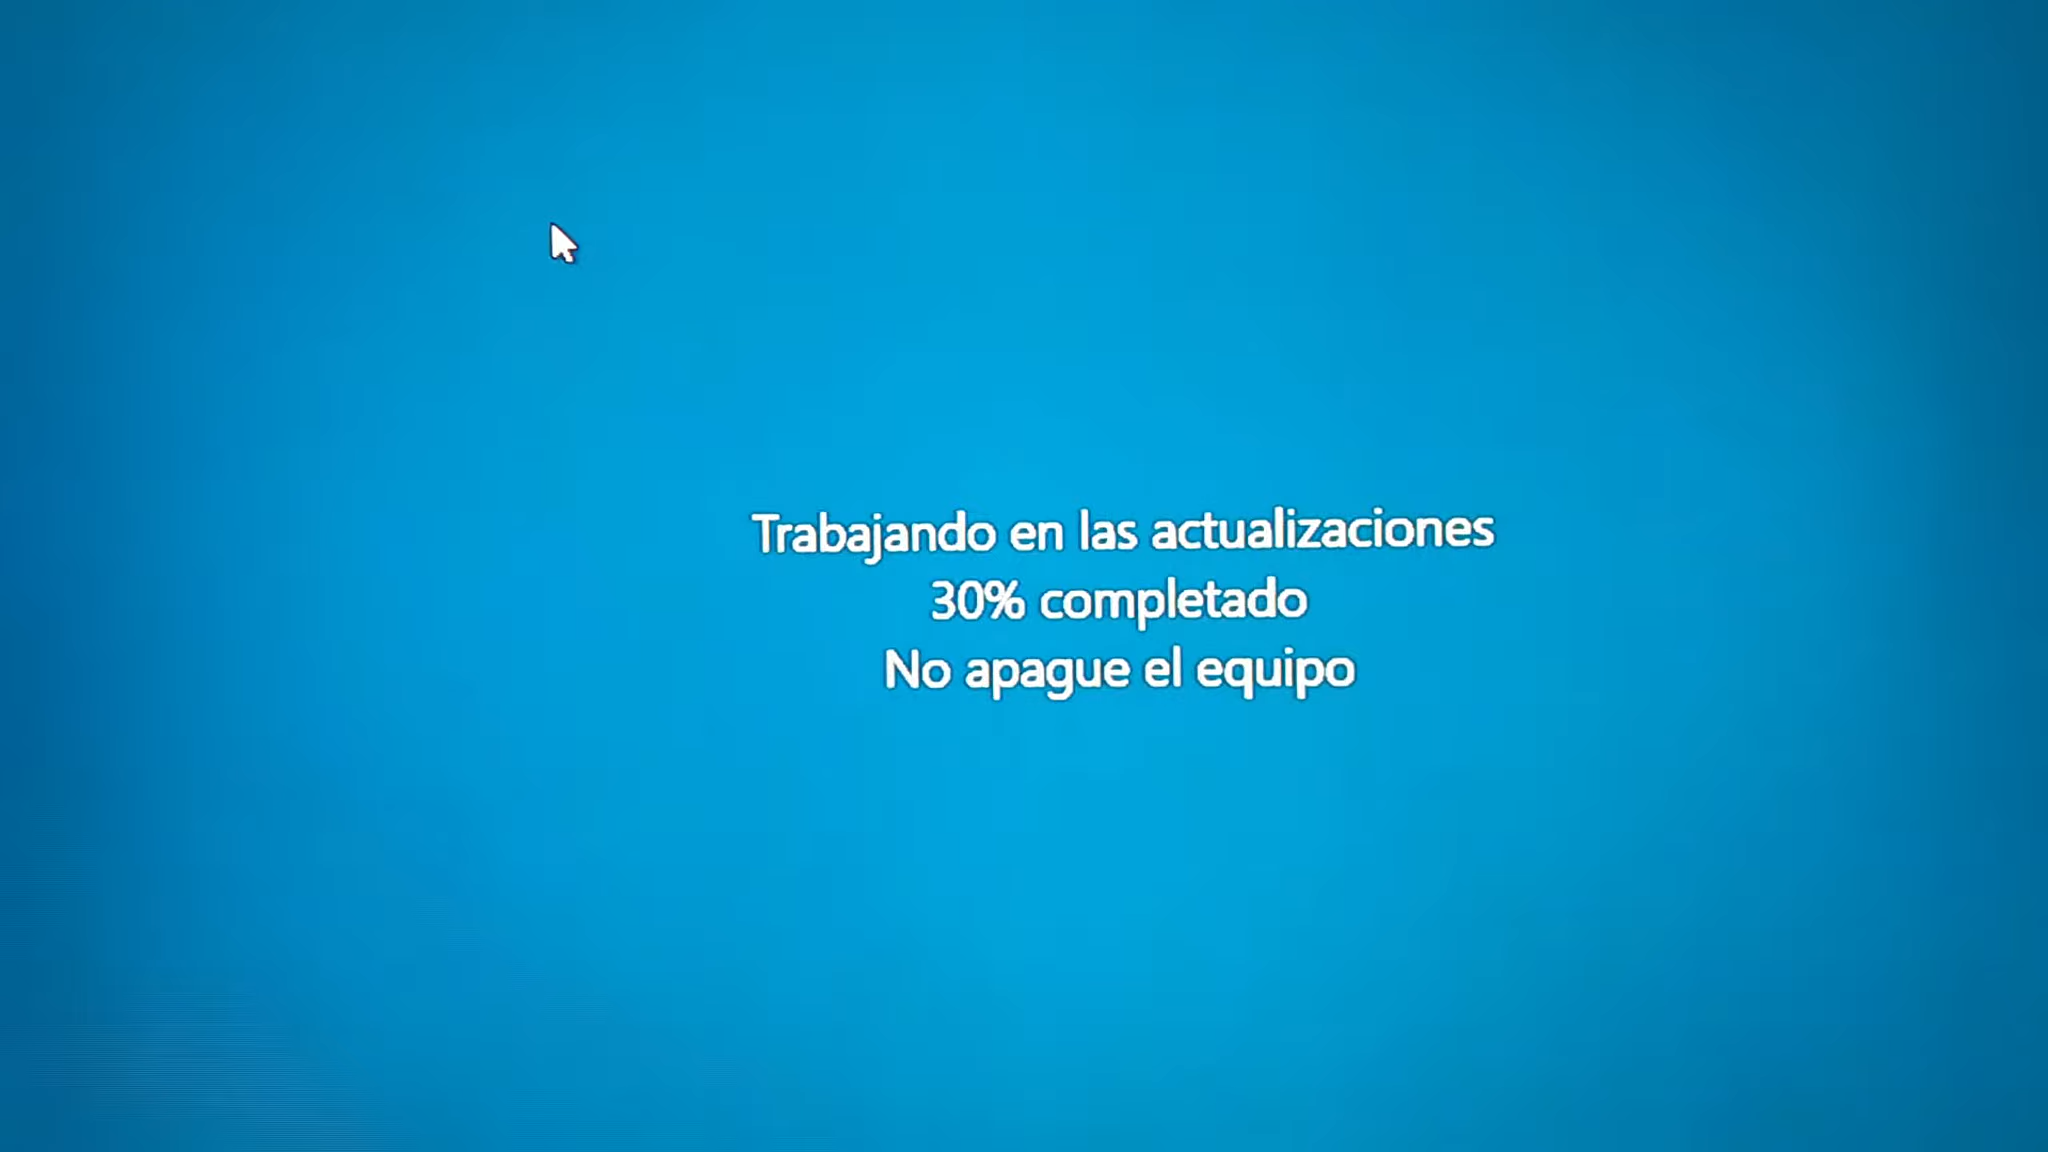 Trabajando en las actualizaciones
30% completado
No apague el equipo